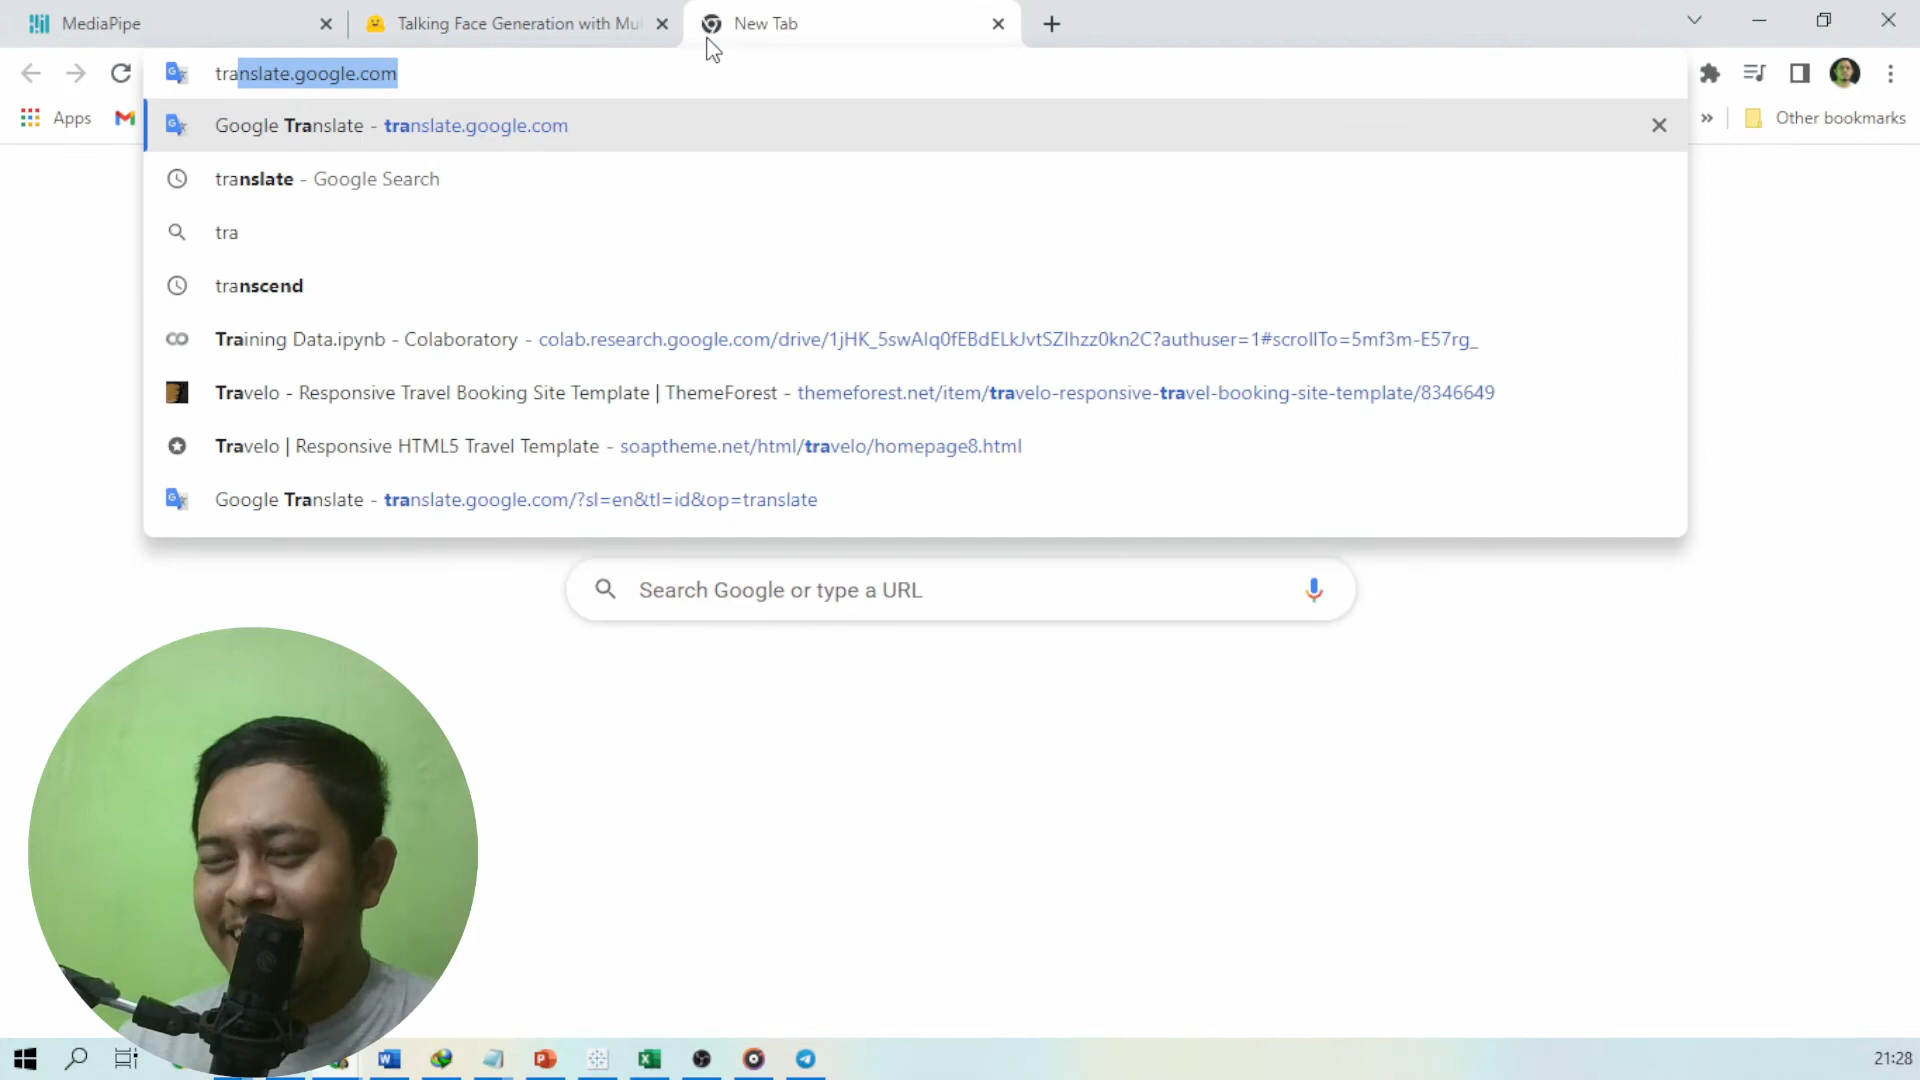 MediaPipe
Talking Face Generation with Mul
New Tab
translate.google.com
Apps
Other bookmarks
Google Translate - translate.google.com
translate - Google Search
tra
transcend
Training Data.ipynb - Colaboratory - colab.research.google.com/drive/1jHK_5swAIq0fEBdELkJvtSZIhzz0kn2C?authuser=1#scrollTo=5mf3m-E57rg_
Travelo - Responsive Travel Booking Site Template | ThemeForest - themeforest.net/item/travelo-responsive-travel-booking-site-template/8346649
Travelo | Responsive HTML5 Travel Template - soaptheme.net/html/travelo/homepage8.html
Google Translate - translate.google.com/?sl=en&tl=id&op=translate
Search Google or type a URL
21:28